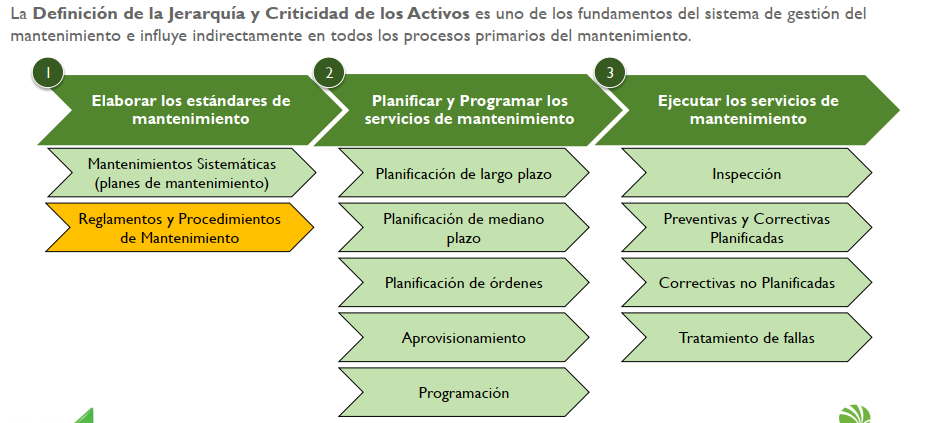 La Definición de la Jerarquía y Criticidad de los Activos es uno de los fundamentos del sistema de gestión del
mantenimiento e influye indirectamente en todos los procesos primarios del mantenimiento.
1
Elaborar los estándares de
mantenimiento
Mantenimientos Sistemáticas
(planes de mantenimiento)
Reglamentos y Procedimientos
de Mantenimiento
2
Planificar y Programar los
servicios de mantenimiento
Planificación de largo plazo
Planificación de mediano
plazo
Planificación de órdenes
Aprovisionamiento
Programación
3
Ejecutar los servicios de
mantenimiento
Inspección
Preventivas y Correctivas
Planificadas
Correctivas no Planificadas
Tratamiento de fallas